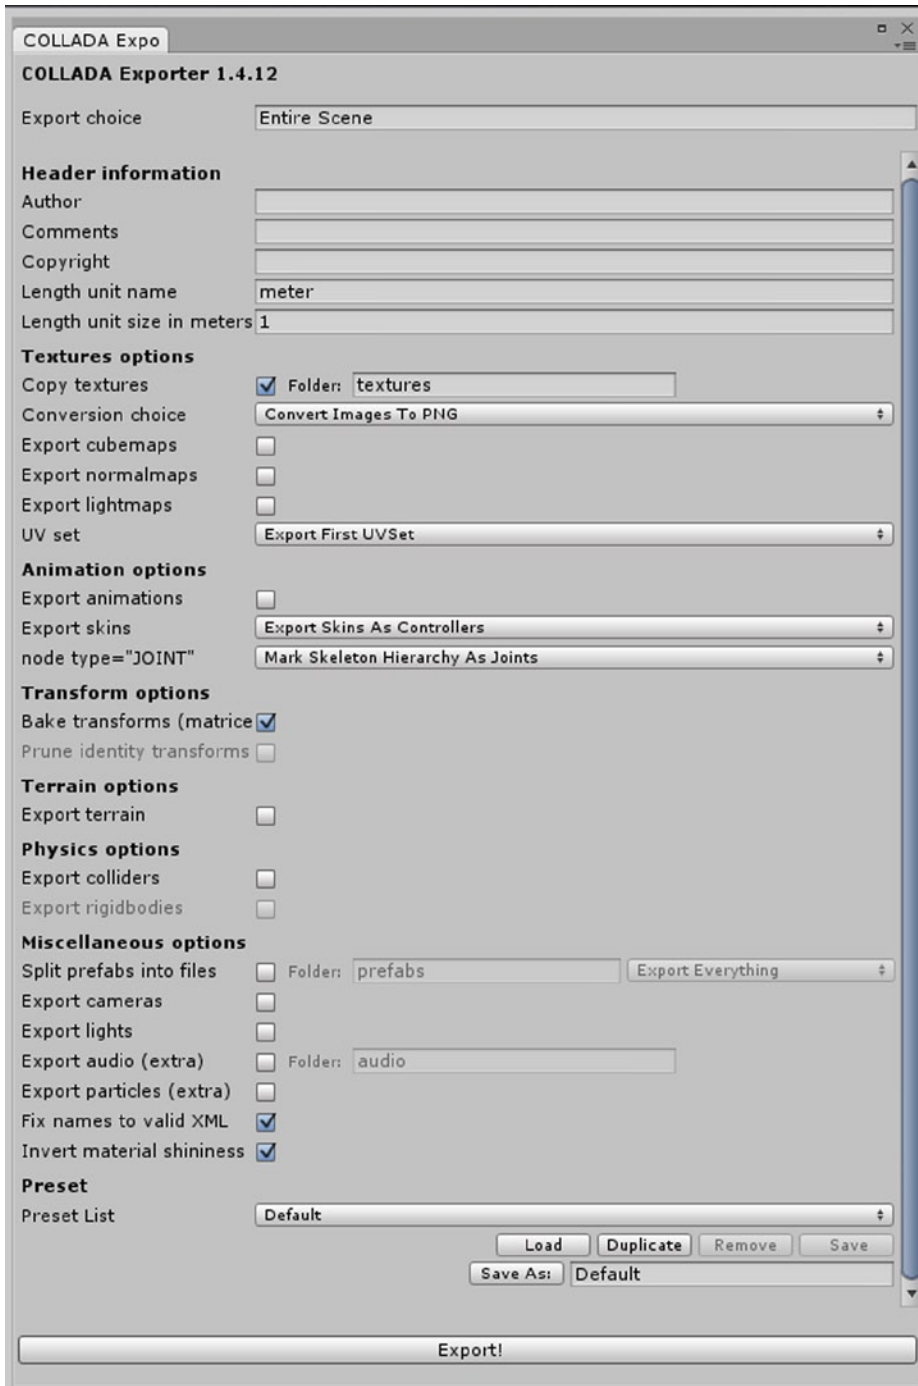 COLLADA Expo
COLLADA Exporter 1.4.12
Export choice Entire Scene
Header information
Author
Comments
Copyright
Length unit name meter
Length unit size in meters 1
Textures options
Copy textures Folder: textures
Conversion choice Convert Images To PNG
Export cubemaps
Export normalmaps
Export lightmaps
UV set Export First UVSet
Animation options
Export animations
Export skins Export Skins As Controllers
node type="JOINT" Mark Skeleton Hierarchy As Joints
Transform options
Bake transforms (matrice
Prune identity transforms
Terrain options
Export terrain
Physics options
Export colliders
Export rigidbodies
Miscellaneous options
Split prefabs into files Folder: prefabs Export Everything
Export cameras
Export lights
Export audio (extra) Folder: audio
Export particles (extra)
Fix names to valid XML
Invert material shininess
Preset
Preset List Default
Load Duplicate Remove Save
Save As: Default
Export!